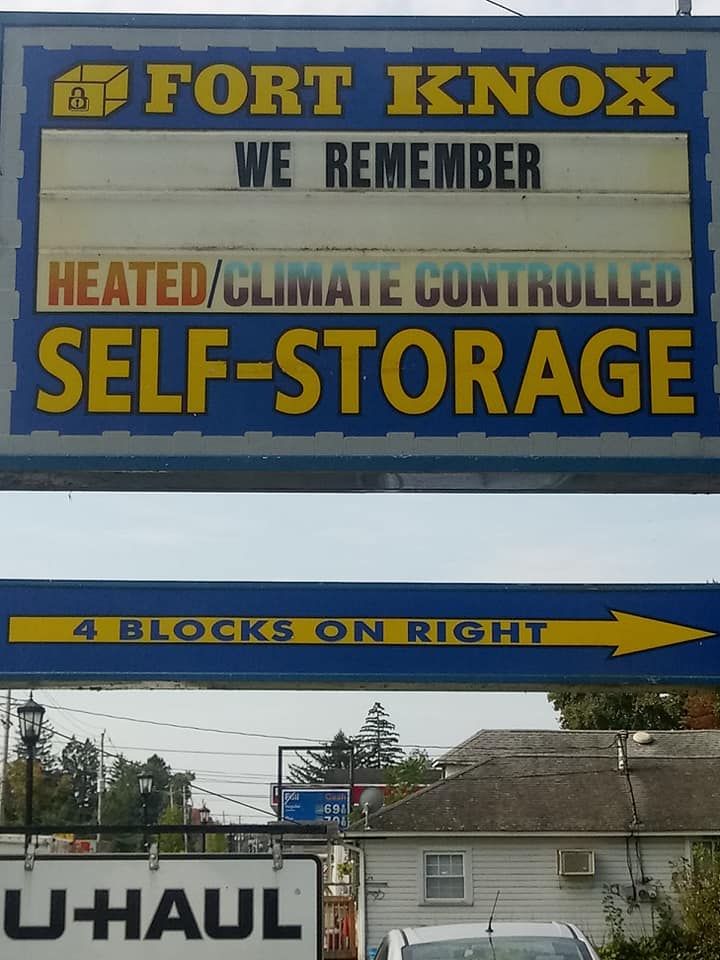 FORT KNOX
WE REMEMBER
HEATED/CLIMATE CONTROLLED
SELF-STORAGE
4 BLOCKS ON RIGHT
U-HAUL